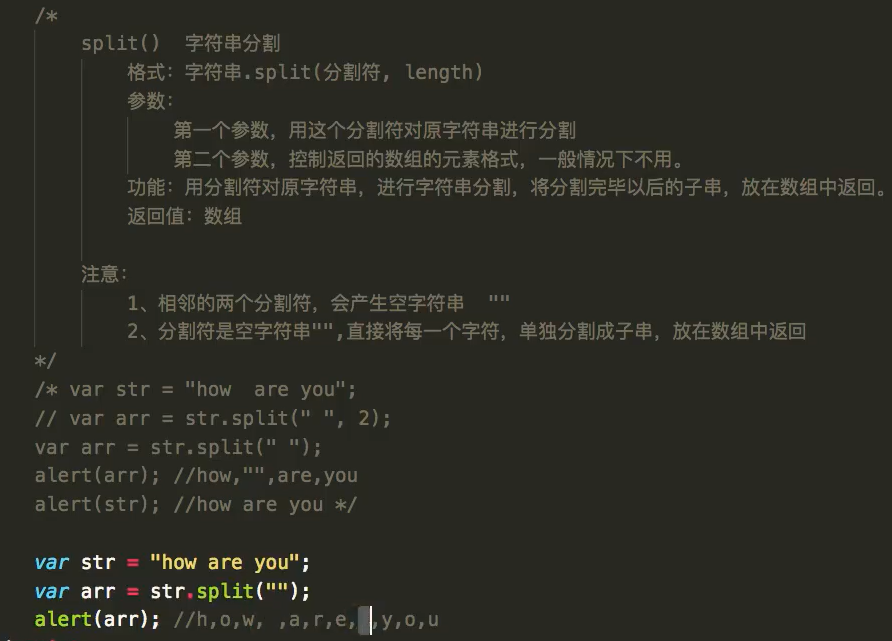 /*
split()  字符串分割
格式：字符串.split(分割符, length)
参数：
第一个参数，用这个分割符对原字符串进行分割
第二个参数，控制返回的数组的元素格式，一般情况下不用。
功能：用分割符对原字符串，进行字符串分割，将分割完毕以后的子串，放在数组中返回。
返回值：数组
注意：
1、相邻的两个分割符，会产生空字符串  ""
2、分割符是空字符串"",直接将每一个字符，单独分割成子串，放在数组中返回
*/
/* var str = "how  are you";
// var arr = str.split(" ", 2);
var arr = str.split(" ");
alert(arr); //how,"",are,you
alert(str); //how are you */
var str = "how are you";
var arr = str.split("");
alert(arr); //h,o,w, ,a,r,e, ,y,o,u